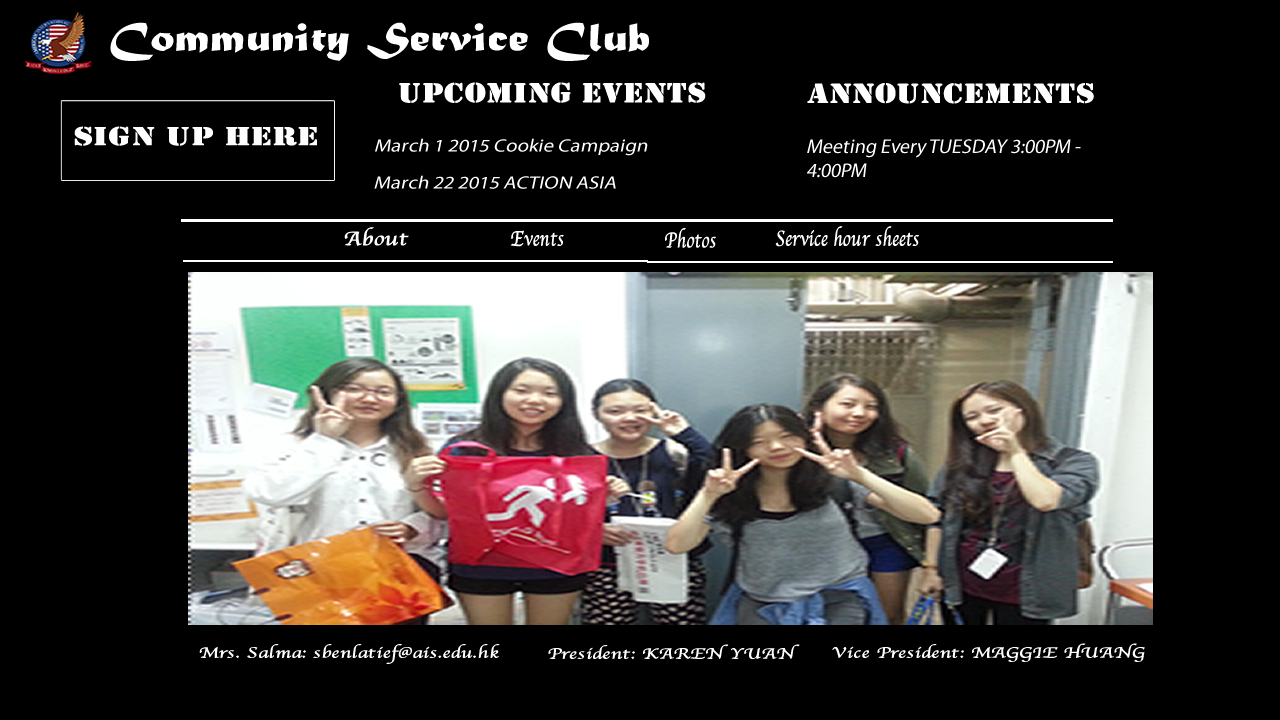 Community Service Club
SIGN UP HERE
UPCOMING EVENTS
March 1 2015 Cookie Campaign
March 22 2015 ACTION ASIA
ANNOUNCEMENTS
Meeting Every TUESDAY 3:00PM -
4:00PM
About Events Photos Service hour sheets
Mrs. Salma: sbenlatief@ais.edu.hk President: KAREN YUAN Vice President: MAGGIE HUANG